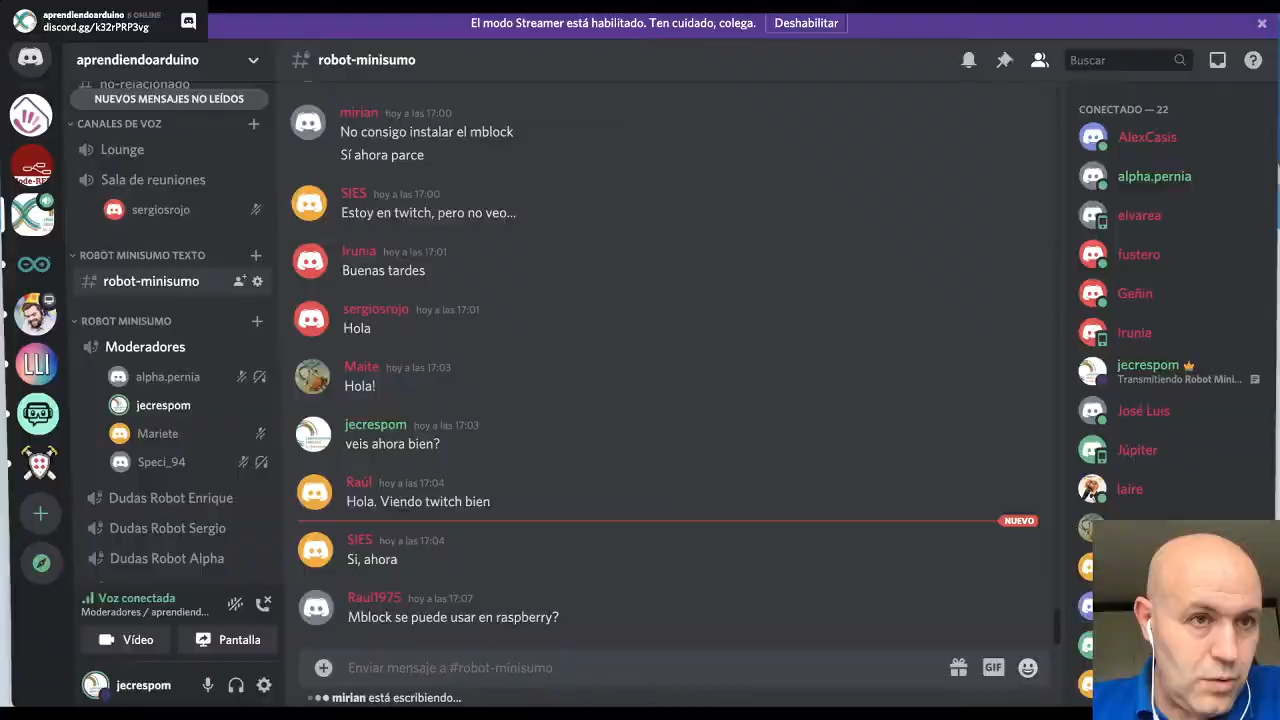 aprendiendoarduino 5 ONLINE
discord.gg/k32rPRP3vg
El modo Streamer está habilitado. Ten cuidado, colega.
Deshabilitar
aprendiendoarduino
no-relacionado
NUEVOS MENSAJES NO LEÍDOS
CANALES DE VOZ
Lounge
Sala de reuniones
sergiosrojo
ROBOT MINISUMO TEXTO
robot-minisumo
ROBOT MINISUMO
Moderadores
alpha.pernia
jecrespom
Mariete
Speci_94
Dudas Robot Enrique
Dudas Robot Sergio
Dudas Robot Alpha
Voz conectada
Moderadores / aprendiend...
Vídeo
Pantalla
jecrespom
robot-minisumo
Buscar
mirian hoy a las 17:00
No consigo instalar el mblock
Sí ahora parce
SIES hoy a las 17:00
Estoy en twitch, pero no veo...
Irunia hoy a las 17:01
Buenas tardes
sergiosrojo hoy a las 17:01
Hola
Maite hoy a las 17:03
Hola!
jecrespom hoy a las 17:03
veis ahora bien?
Raúl hoy a las 17:04
Hola. Viendo twitch bien
NUEVO
SIES hoy a las 17:04
Si, ahora
Raul1975 hoy a las 17:07
Mblock se puede usar en raspberry?
Enviar mensaje a #robot-minisumo
GIF
mirian está escribiendo...
CONECTADO — 22
AlexCasis
alpha.pernia
elvarea
fustero
Geñin
Irunia
jecrespom
Transmitiendo Robot Mini...
José Luis
Júpiter
laire
LLI